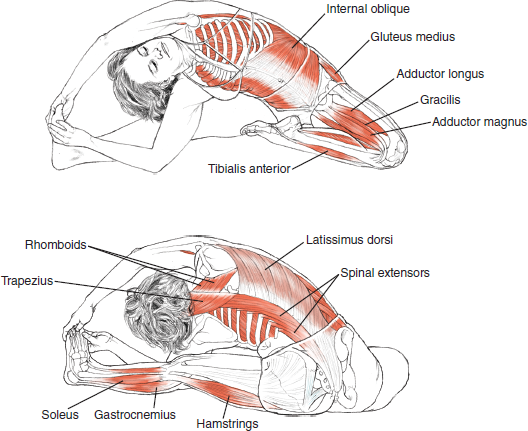 Internal oblique
Gluteus medius
Adductor longus
Gracilis
Adductor magnus
Tibialis anterior
Rhomboids
Latissimus dorsi
Trapezius
Spinal extensors
Soleus
Gastrocnemius
Hamstrings